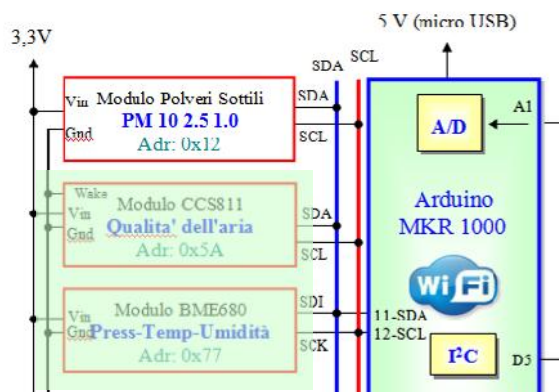 5 V (micro USB)
3,3V
SCL
SDA
Modulo Polveri Sottili
Vin
SDA
PM 10 2.5 1.0
Gnd
SCL
Adr: 0x12
A/D
A1
Wake
Modulo CCS811
Vin
SDA
Qualita' dell'aria
Gnd
SCL
Adr: 0x5A
Arduino
MKR 1000
WiFi
Modulo BME680
SDI
Vin
11-SDA
Press-Temp-Umidità
Gnd
12-SCL
SCK
Adr: 0x77
I²C
D5